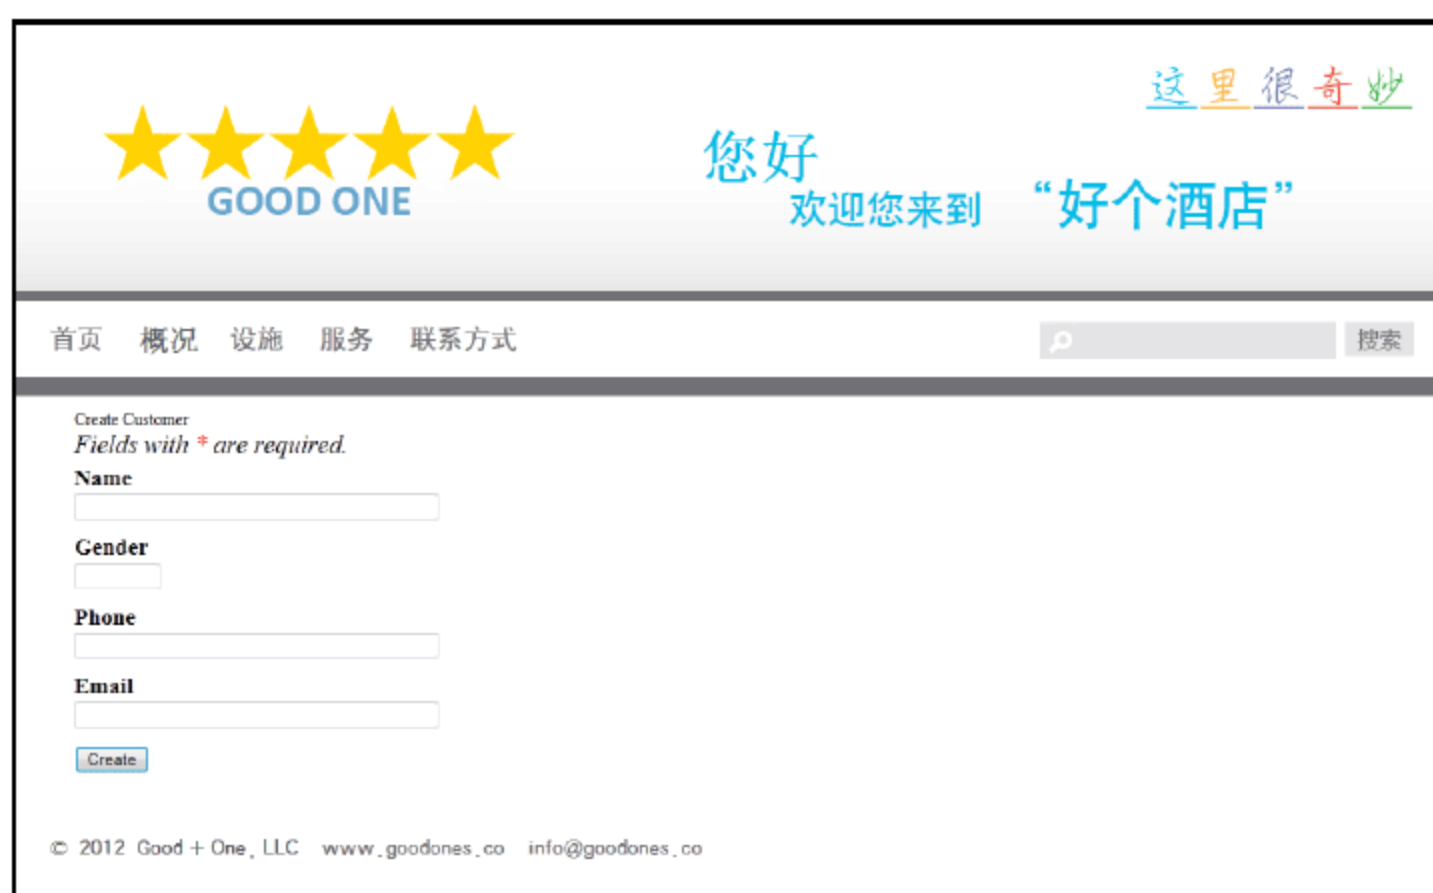 这里很奇妙
GOOD ONE
您好
欢迎您来到 “好个酒店”
首页 概况 设施 服务 联系方式 搜索
Create Customer
Fields with * are required.
Name
Gender
Phone
Email
Create
© 2012 Good + One, LLC www.goodones.co info@goodones.co